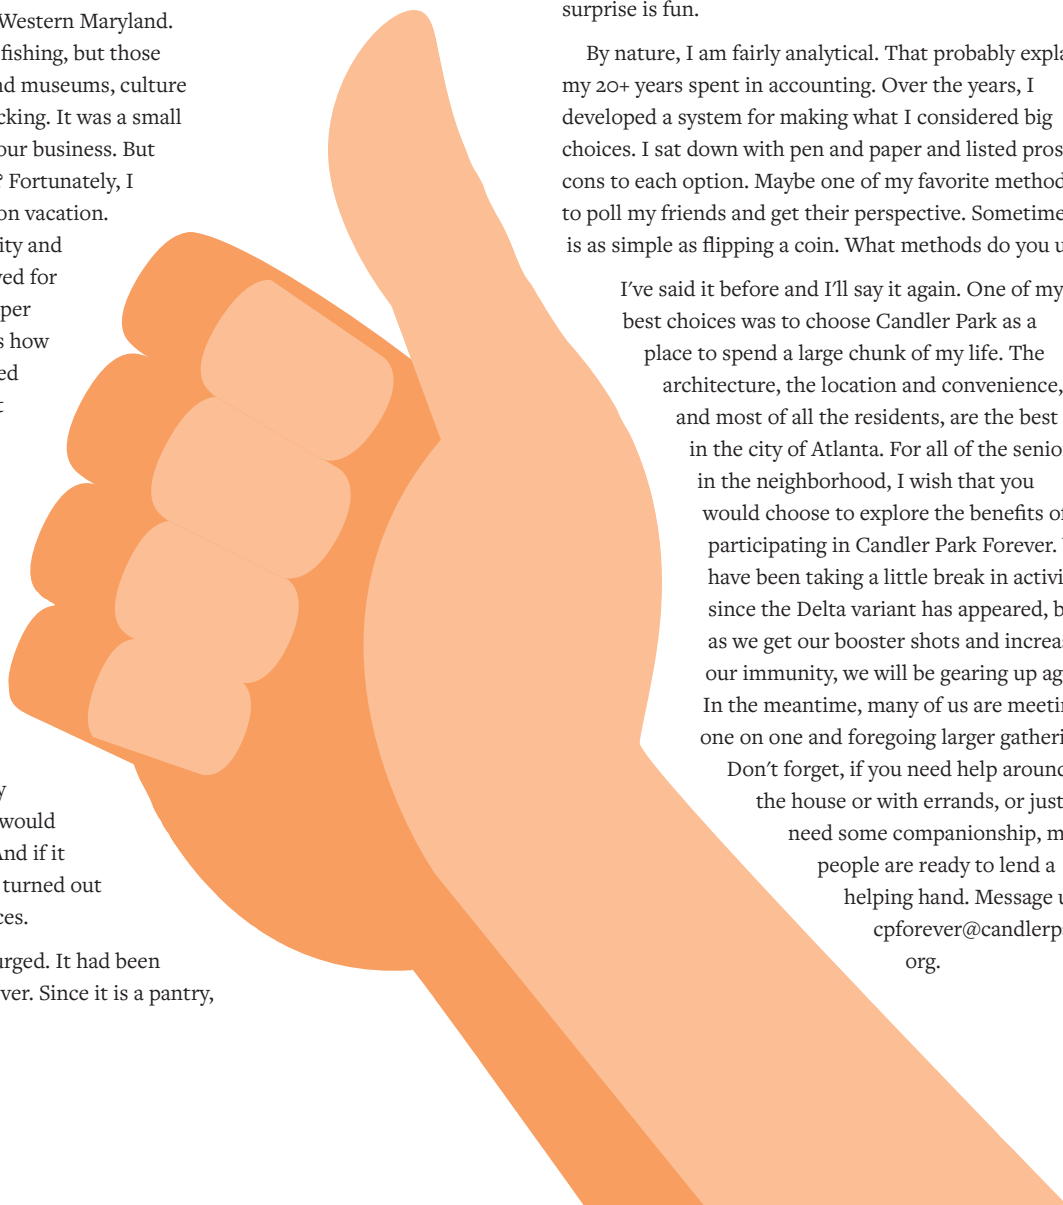 Western Maryland.
fishing, but those
nd museums, culture
cking. It was a small
our business. But
? Fortunately, I
on vacation.
ity and
ved for
per
s how
ed
t
y
would
And if it
turned out
ces.
urged. It had been
ver. Since it is a pantry,
surprise is fun.
By nature, I am fairly analytical. That probably expla
my 20+ years spent in accounting. Over the years, I
developed a system for making what I considered big
choices. I sat down with pen and paper and listed pros
cons to each option. Maybe one of my favorite method
to poll my friends and get their perspective. Sometime
is as simple as flipping a coin. What methods do you u
I've said it before and I'll say it again. One of my
best choices was to choose Candler Park as a
place to spend a large chunk of my life. The
architecture, the location and convenience,
and most of all the residents, are the best
in the city of Atlanta. For all of the senio
in the neighborhood, I wish that you
would choose to explore the benefits of
participating in Candler Park Forever.
have been taking a little break in activi
since the Delta variant has appeared, b
as we get our booster shots and increas
our immunity, we will be gearing up ag
In the meantime, many of us are meetin
one on one and foregoing larger gatheri
Don't forget, if you need help around
the house or with errands, or just
need some companionship, m
people are ready to lend a
helping hand. Message u
cpforever@candlerpa
org.